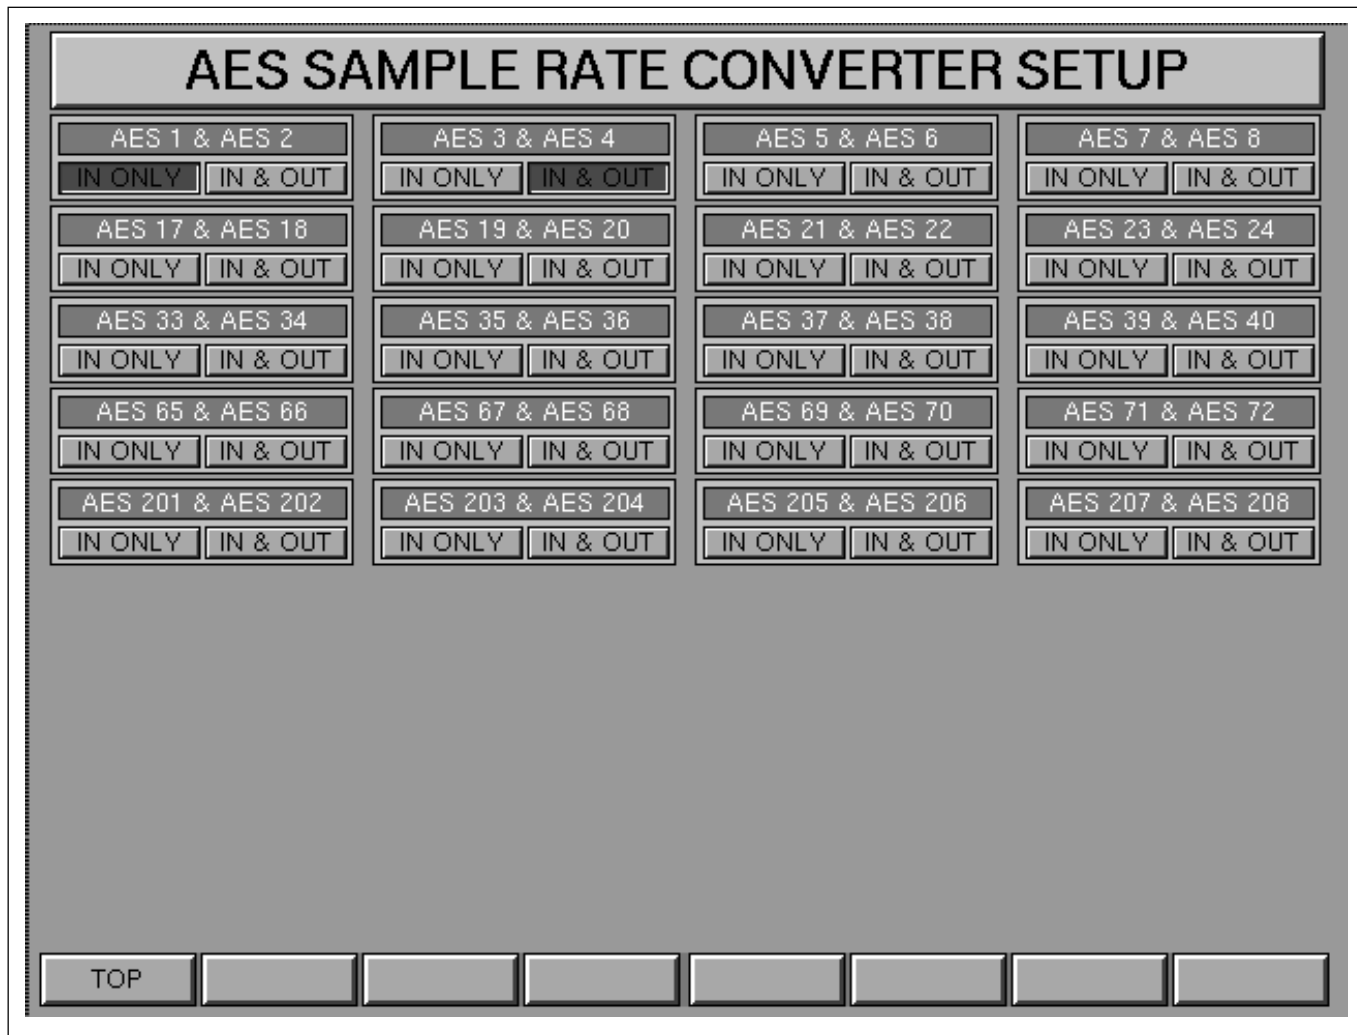 AES SAMPLE RATE CONVERTER SETUP
AES 1 & AES 2 AES 3 & AES 4 AES 5 & AES 6 AES 7 & AES 8
IN ONLY IN & OUT IN ONLY IN & OUT IN ONLY IN & OUT IN ONLY IN & OUT
AES 17 & AES 18 AES 19 & AES 20 AES 21 & AES 22 AES 23 & AES 24
IN ONLY IN & OUT IN ONLY IN & OUT IN ONLY IN & OUT IN ONLY IN & OUT
AES 33 & AES 34 AES 35 & AES 36 AES 37 & AES 38 AES 39 & AES 40
IN ONLY IN & OUT IN ONLY IN & OUT IN ONLY IN & OUT IN ONLY IN & OUT
AES 65 & AES 66 AES 67 & AES 68 AES 69 & AES 70 AES 71 & AES 72
IN ONLY IN & OUT IN ONLY IN & OUT IN ONLY IN & OUT IN ONLY IN & OUT
AES 201 & AES 202 AES 203 & AES 204 AES 205 & AES 206 AES 207 & AES 208
IN ONLY IN & OUT IN ONLY IN & OUT IN ONLY IN & OUT IN ONLY IN & OUT
TOP